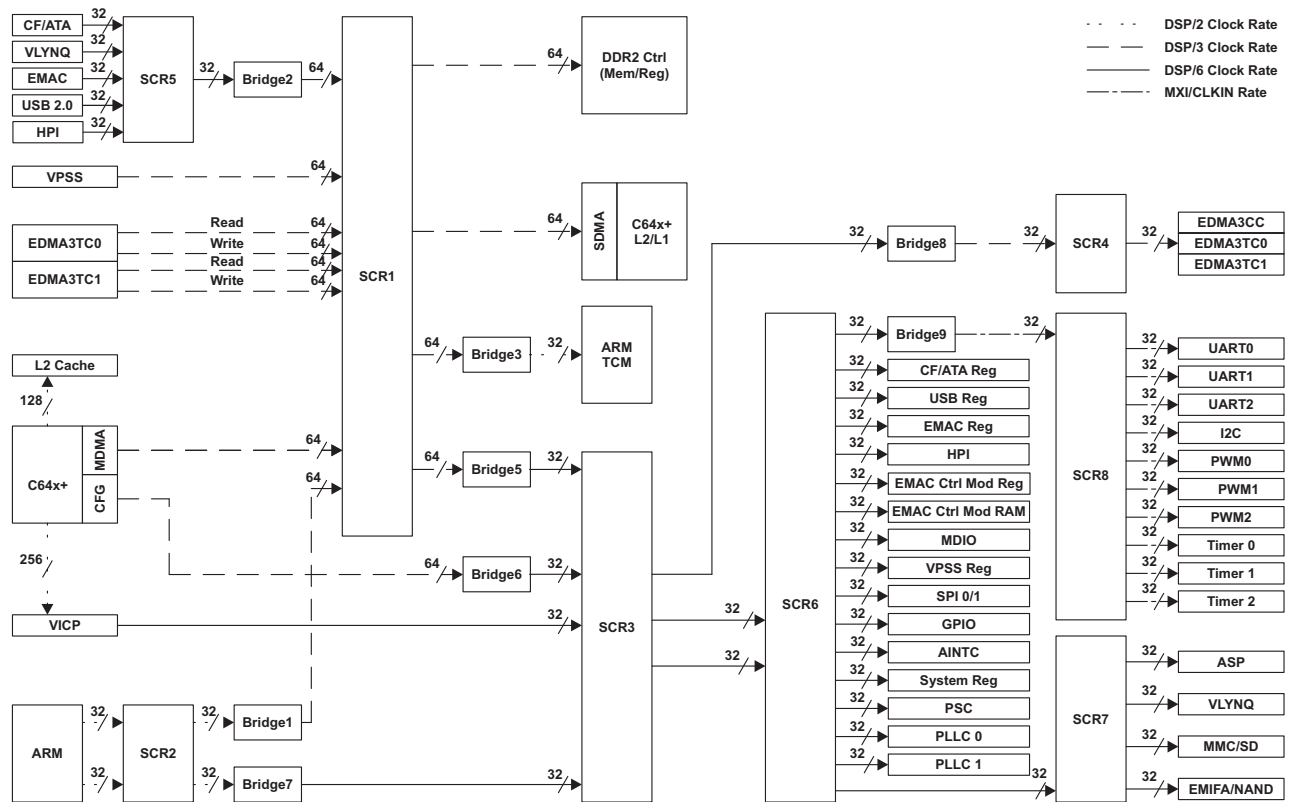 CF/ATA
32
VLYNQ
32
EMAC
32
USB 2.0
32
HPI
32
SCR5
32
Bridge2
64
VPSS
64
EDMA3TC0
Read
64
Write
64
EDMA3TC1
Read
64
Write
64
SCR1
64
DDR2 Ctrl
(Mem/Reg)
64
SDMA
C64x+
L2/L1
64
Bridge3
32
ARM
TCM
DSP/2 Clock Rate
DSP/3 Clock Rate
DSP/6 Clock Rate
MXI/CLKIN Rate
L2 Cache
128
C64x+
MDMA
CFG
64
64
256
VICP
32
64
Bridge5
32
64
Bridge6
32
SCR3
ARM
32
32
SCR2
32
Bridge1
32
Bridge7
32
32
Bridge8
32
SCR4
32
EDMA3CC
EDMA3TC0
EDMA3TC1
32
32
SCR6
32
Bridge9
32
32
CF/ATA Reg
32
USB Reg
32
EMAC Reg
32
HPI
32
EMAC Ctrl Mod Reg
32
EMAC Ctrl Mod RAM
32
MDIO
32
VPSS Reg
32
SPI 0/1
32
GPIO
32
AINTC
32
System Reg
32
PSC
32
PLLC 0
32
PLLC 1
32
SCR8
32
UART0
32
UART1
32
UART2
32
I2C
32
PWM0
32
PWM1
32
PWM2
32
Timer 0
32
Timer 1
32
Timer 2
SCR7
32
ASP
32
VLYNQ
32
MMC/SD
32
EMIFA/NAND